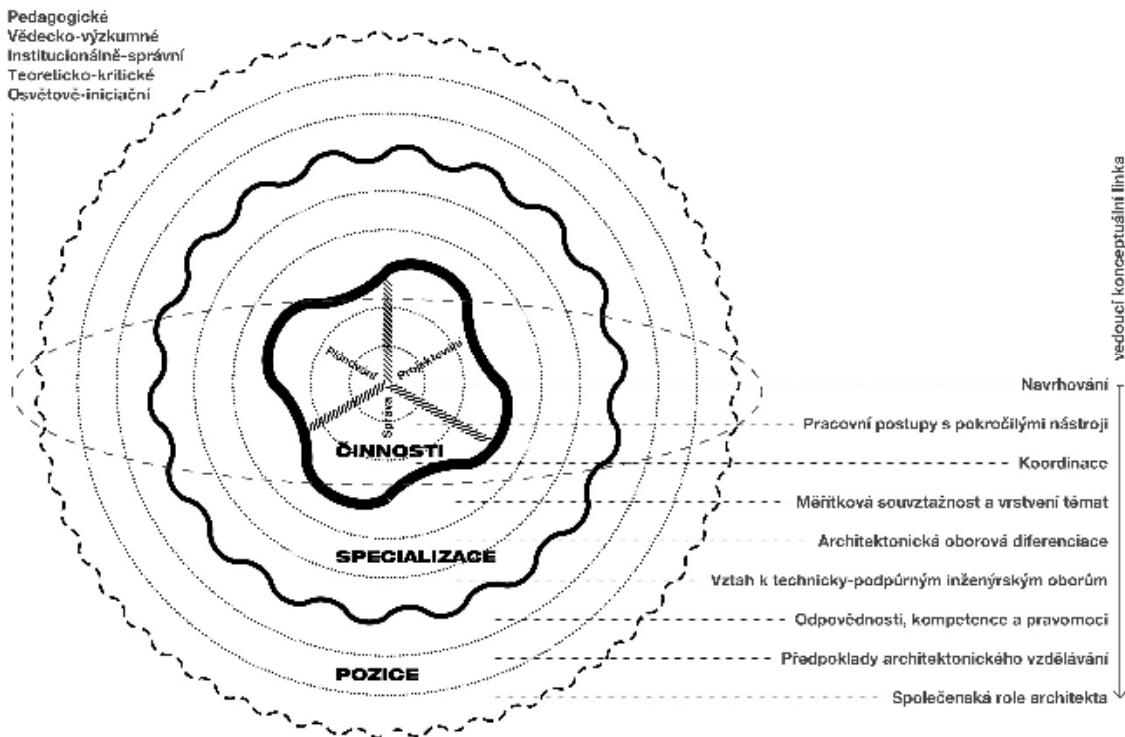 Pedagogické
Vědecko-výzkumné
Institucionálně-správní
Teoreticko-kritické
Osvětově-iniciační
vedoucí konceptuální linka
Plánování
Projektování
Správa
ČINNOSTI
SPECIALIZACE
POZICE
Navrhování
Pracovní postupy s pokročilými nástroji
Koordinace
Měřítková souvztažnost a vrstvení témat
Architektonická oborová diferenciace
Vztah k technicky-podpůrným inženýrským oborům
Odpovědnosti, kompetence a pravomoci
Předpoklady architektonického vzdělávání
Společenská role architekta